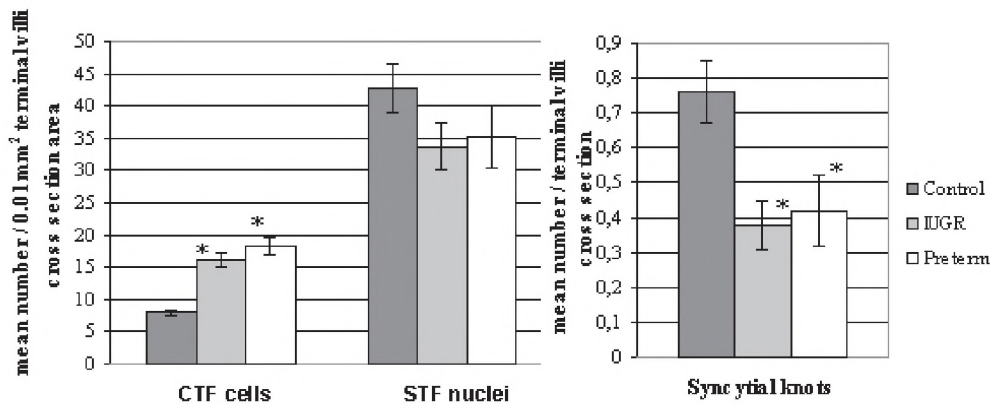 mean number / 0.01mm² terminal villi
cross section area
50
45
40
35
30
25
20
15
10
5
0
*
*
CTF cells
STF nuclei
mean number / terminal villi
cross section
0,9
0,8
0,7
0,6
0,5
0,4
0,3
0,2
0,1
0
*
*
Syncytial knots
Control
IUGR
Preterm